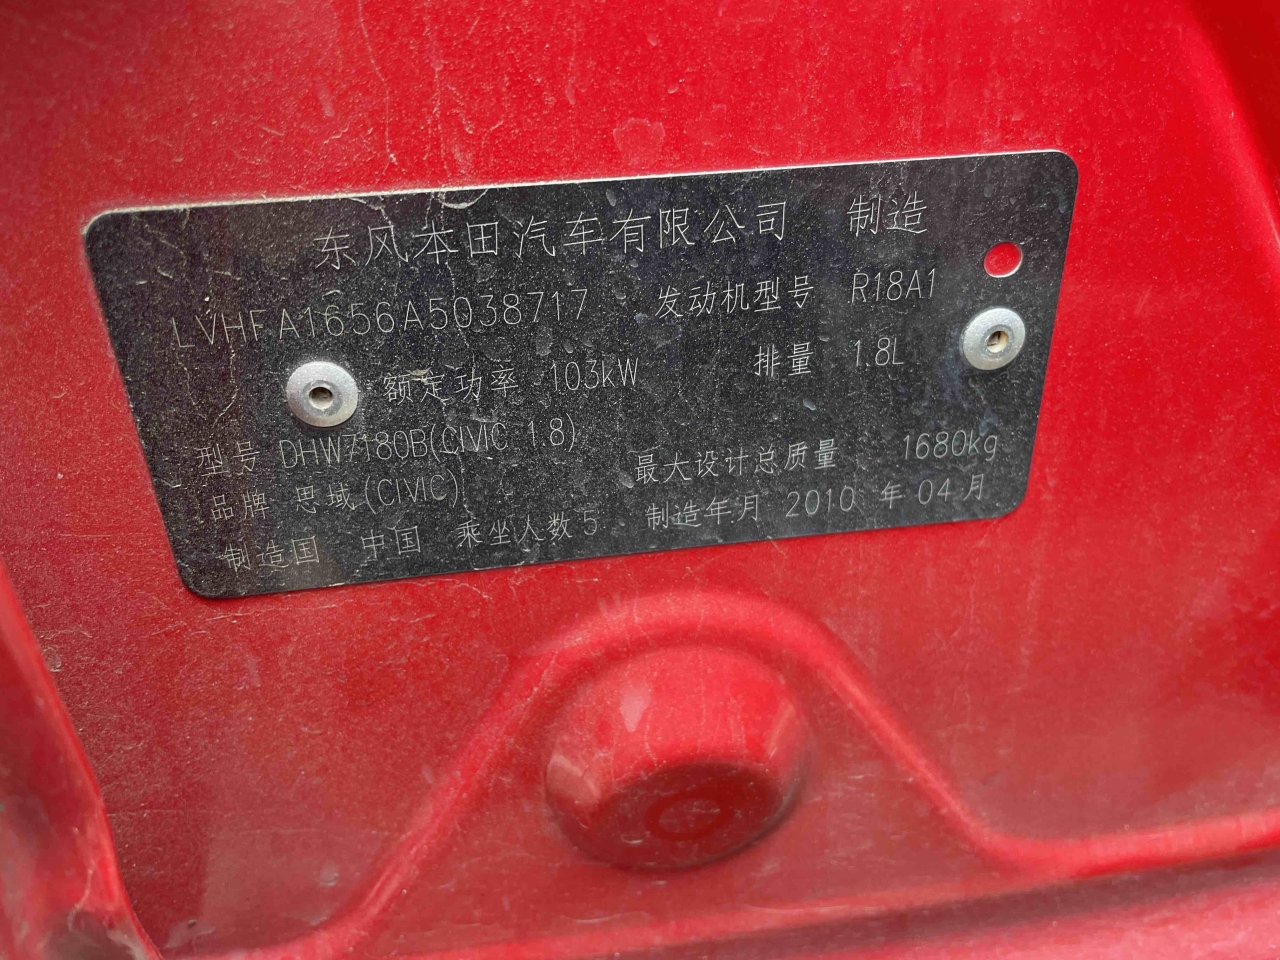 东风本田汽车有限公司 制造
LVHFA1656A5038717 发动机型号 R18A1
额定功率 103kW 排量 1.8L
型号 DHW7180B(CIVIC 1.8)
品牌 思域(CIVIC) 最大设计总质量 1680kg
制造国 中国 乘坐人数 5 制造年月 2010 年 04 月